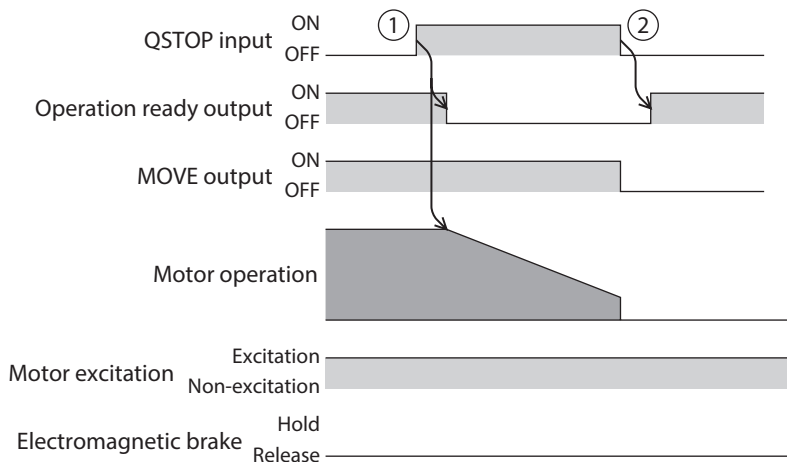 ① ②
QSTOP input ON
OFF
Operation ready output ON
OFF
MOVE output ON
OFF
Motor operation
Motor excitation Excitation
Non-excitation
Electromagnetic brake Hold
Release